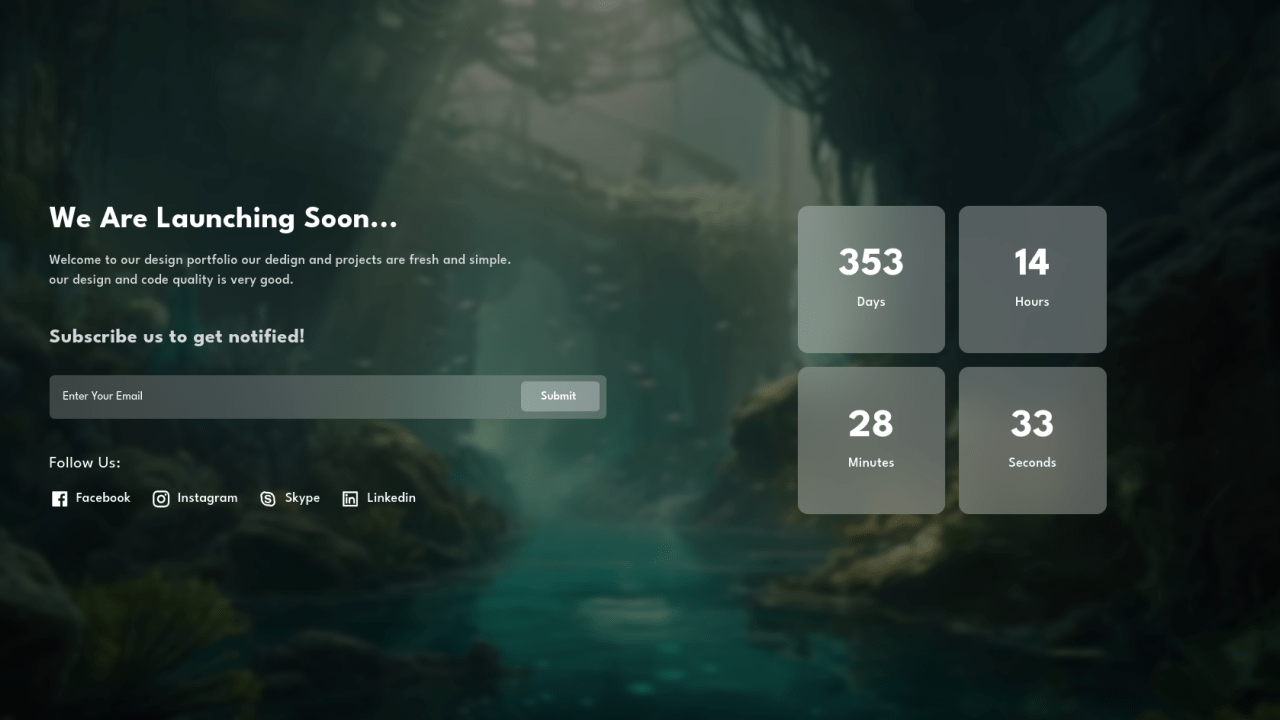 We Are Launching Soon...
Welcome to our design portfolio our dedign and projects are fresh and simple.
our design and code quality is very good.
Subscribe us to get notified!
Enter Your Email
Submit
Follow Us:
Facebook
Instagram
Skype
Linkedin
353
Days
14
Hours
28
Minutes
33
Seconds